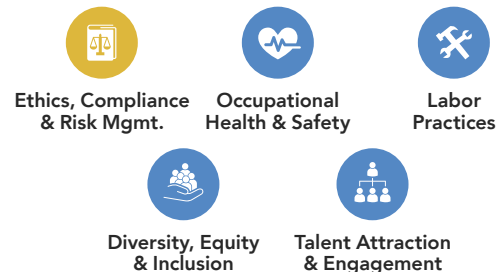 Ethics, Compliance
& Risk Mgmt.
Occupational
Health & Safety
Labor
Practices
Diversity, Equity
& Inclusion
Talent Attraction
& Engagement